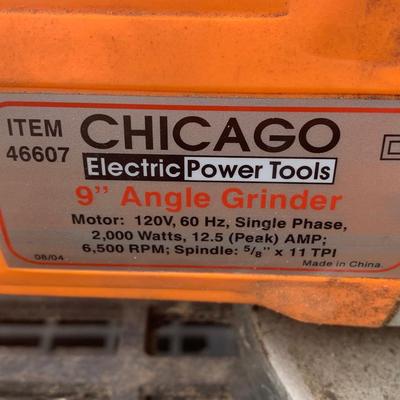 ITEM
46607
CHICAGO
Electric Power Tools
9" Angle Grinder
Motor: 120V, 60 Hz, Single Phase,
2,000 Watts, 12.5 (Peak) AMP;
6,500 RPM; Spindle: 5/8" x 11 TPI
08/04
Made in China.